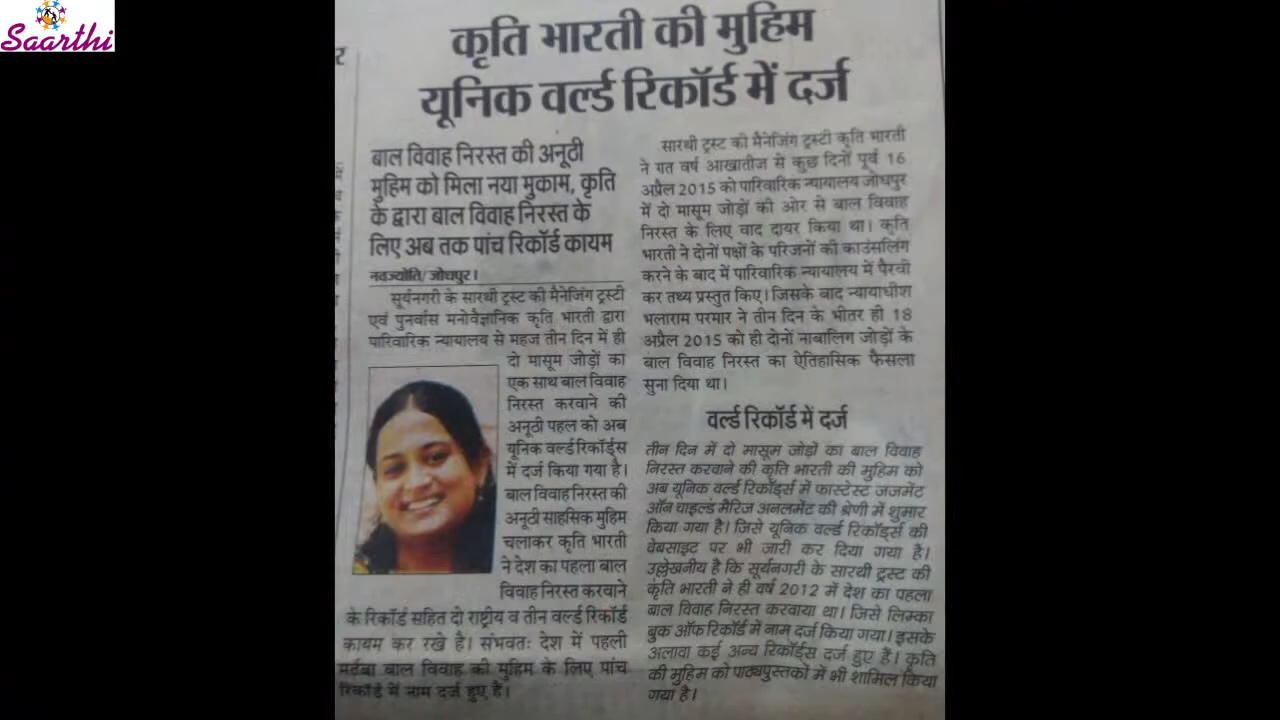 Saarthi
कृति भारती की मुहिम
यूनिक वर्ल्ड रिकॉर्ड में दर्ज
बाल विवाह निरस्त की अनूठी
मुहिम को मिला नया मुकाम, कृति
के द्वारा बाल विवाह निरस्त के
लिए अब तक पांच रिकॉर्ड कायम
नवज्योति/जोधपुर।
सूर्यनगरी के सारथी ट्रस्ट की मैनेजिंग ट्रस्टी
एवं पुनर्वास मनोवैज्ञानिक कृति भारती द्वारा
पारिवारिक न्यायालय से महज तीन दिन में ही
दो मासूम जोड़ों का
एक साथ बाल विवाह
निरस्त करवाने की
अनूठी पहल को अब
यूनिक वर्ल्ड रिकॉर्ड्स
में दर्ज किया गया है।
बाल विवाह निरस्त की
अनूठी साहसिक मुहिम
चलाकर कृति भारती
ने देश का पहला बाल
विवाह निरस्त करवाने
के रिकॉर्ड सहित दो राष्ट्रीय व तीन वर्ल्ड रिकॉर्ड
कायम कर रखे है। संभवतः देश में पहली
मर्तबा बाल विवाह की मुहिम के लिए पांच
रिकॉर्ड में नाम दर्ज हुए है।
सारथी ट्रस्ट की मैनेजिंग ट्रस्टी कृति भारती
ने गत वर्ष आखातीज से कुछ दिनों पूर्व 16
अप्रैल 2015 को पारिवारिक न्यायालय जोधपुर
में दो मासूम जोड़ों की ओर से बाल विवाह
निरस्त के लिए वाद दायर किया था। कृति
भारती ने दोनों पक्षों के परिजनों की काउंसलिंग
करने के बाद में पारिवारिक न्यायालय में पैरवी
कर तथ्य प्रस्तुत किए। जिसके बाद न्यायाधीश
भलाराम परमार ने तीन दिन के भीतर ही 18
अप्रैल 2015 को ही दोनों नाबालिग जोड़ों के
बाल विवाह निरस्त का ऐतिहासिक फैसला
सुना दिया था।
वर्ल्ड रिकॉर्ड में दर्ज
तीन दिन में दो मासूम जोड़ों का बाल विवाह
निरस्त करवाने की कृति भारती की मुहिम को
अब यूनिक वर्ल्ड रिकॉर्ड्स में फास्टेस्ट जजमेंट
ऑन चाइल्ड मैरिज अनलमेंट की श्रेणी में शुमार
किया गया है। जिसे यूनिक वर्ल्ड रिकॉर्ड्स की
वेबसाइट पर भी जारी कर दिया गया है।
उल्लेखनीय है कि सूर्यनगरी के सारथी ट्रस्ट की
कृति भारती ने ही वर्ष 2012 में देश का पहला
बाल विवाह निरस्त करवाया था। जिसे लिम्का
बुक ऑफ रिकॉर्ड में नाम दर्ज किया गया। इसके
अलावा कई अन्य रिकॉर्ड्स दर्ज हुए है। कृति
की मुहिम को पाठ्यपुस्तकों में भी शामिल किया
गया है।